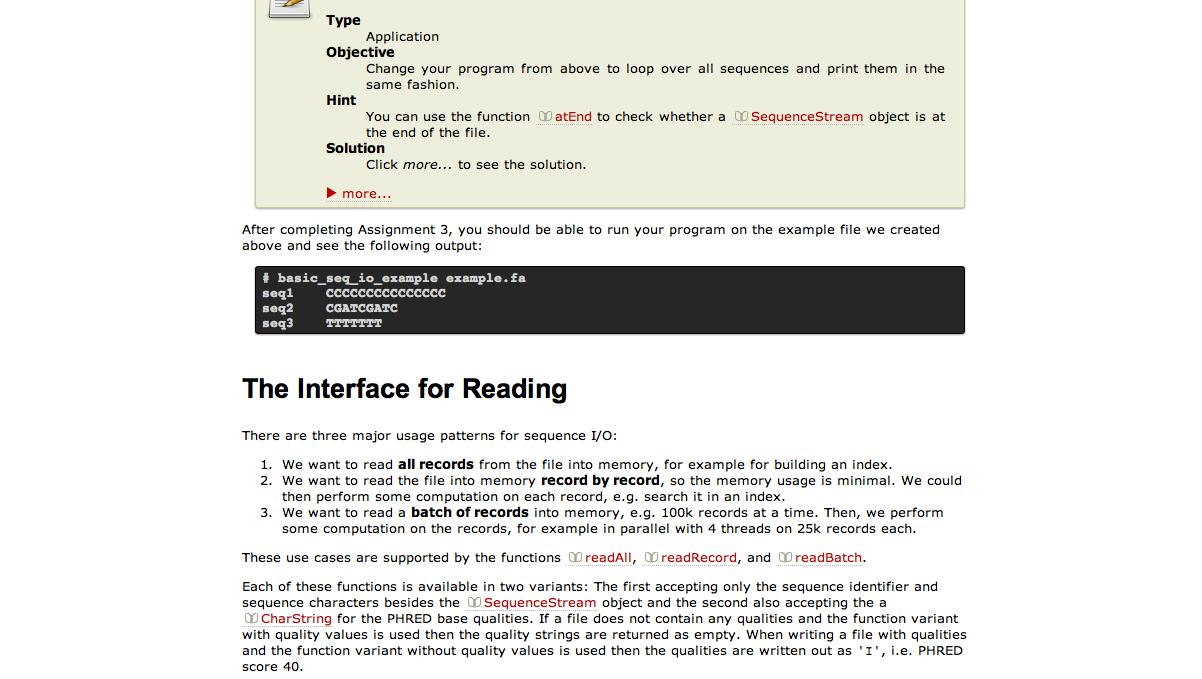 Type
Application
Objective
Change your program from above to loop over all sequences and print them in the
same fashion.
Hint
You can use the function atEnd to check whether a SequenceStream object is at
the end of the file.
Solution
Click more... to see the solution.
more...
After completing Assignment 3, you should be able to run your program on the example file we created
above and see the following output:
# basic_seq_io_example example.fa
seq1    CCCCCCCCCCCCCCC
seq2    CGATCGATC
seq3    TTTTTTT
The Interface for Reading
There are three major usage patterns for sequence I/O:
1. We want to read all records from the file into memory, for example for building an index.
2. We want to read the file into memory record by record, so the memory usage is minimal. We could
then perform some computation on each record, e.g. search it in an index.
3. We want to read a batch of records into memory, e.g. 100k records at a time. Then, we perform
some computation on the records, for example in parallel with 4 threads on 25k records each.
These use cases are supported by the functions readAll, readRecord, and readBatch.
Each of these functions is available in two variants: The first accepting only the sequence identifier and
sequence characters besides the SequenceStream object and the second also accepting the a
CharString for the PHRED base qualities. If a file does not contain any qualities and the function variant
with quality values is used then the quality strings are returned as empty. When writing a file with qualities
and the function variant without quality values is used then the qualities are written out as 'I', i.e. PHRED
score 40.